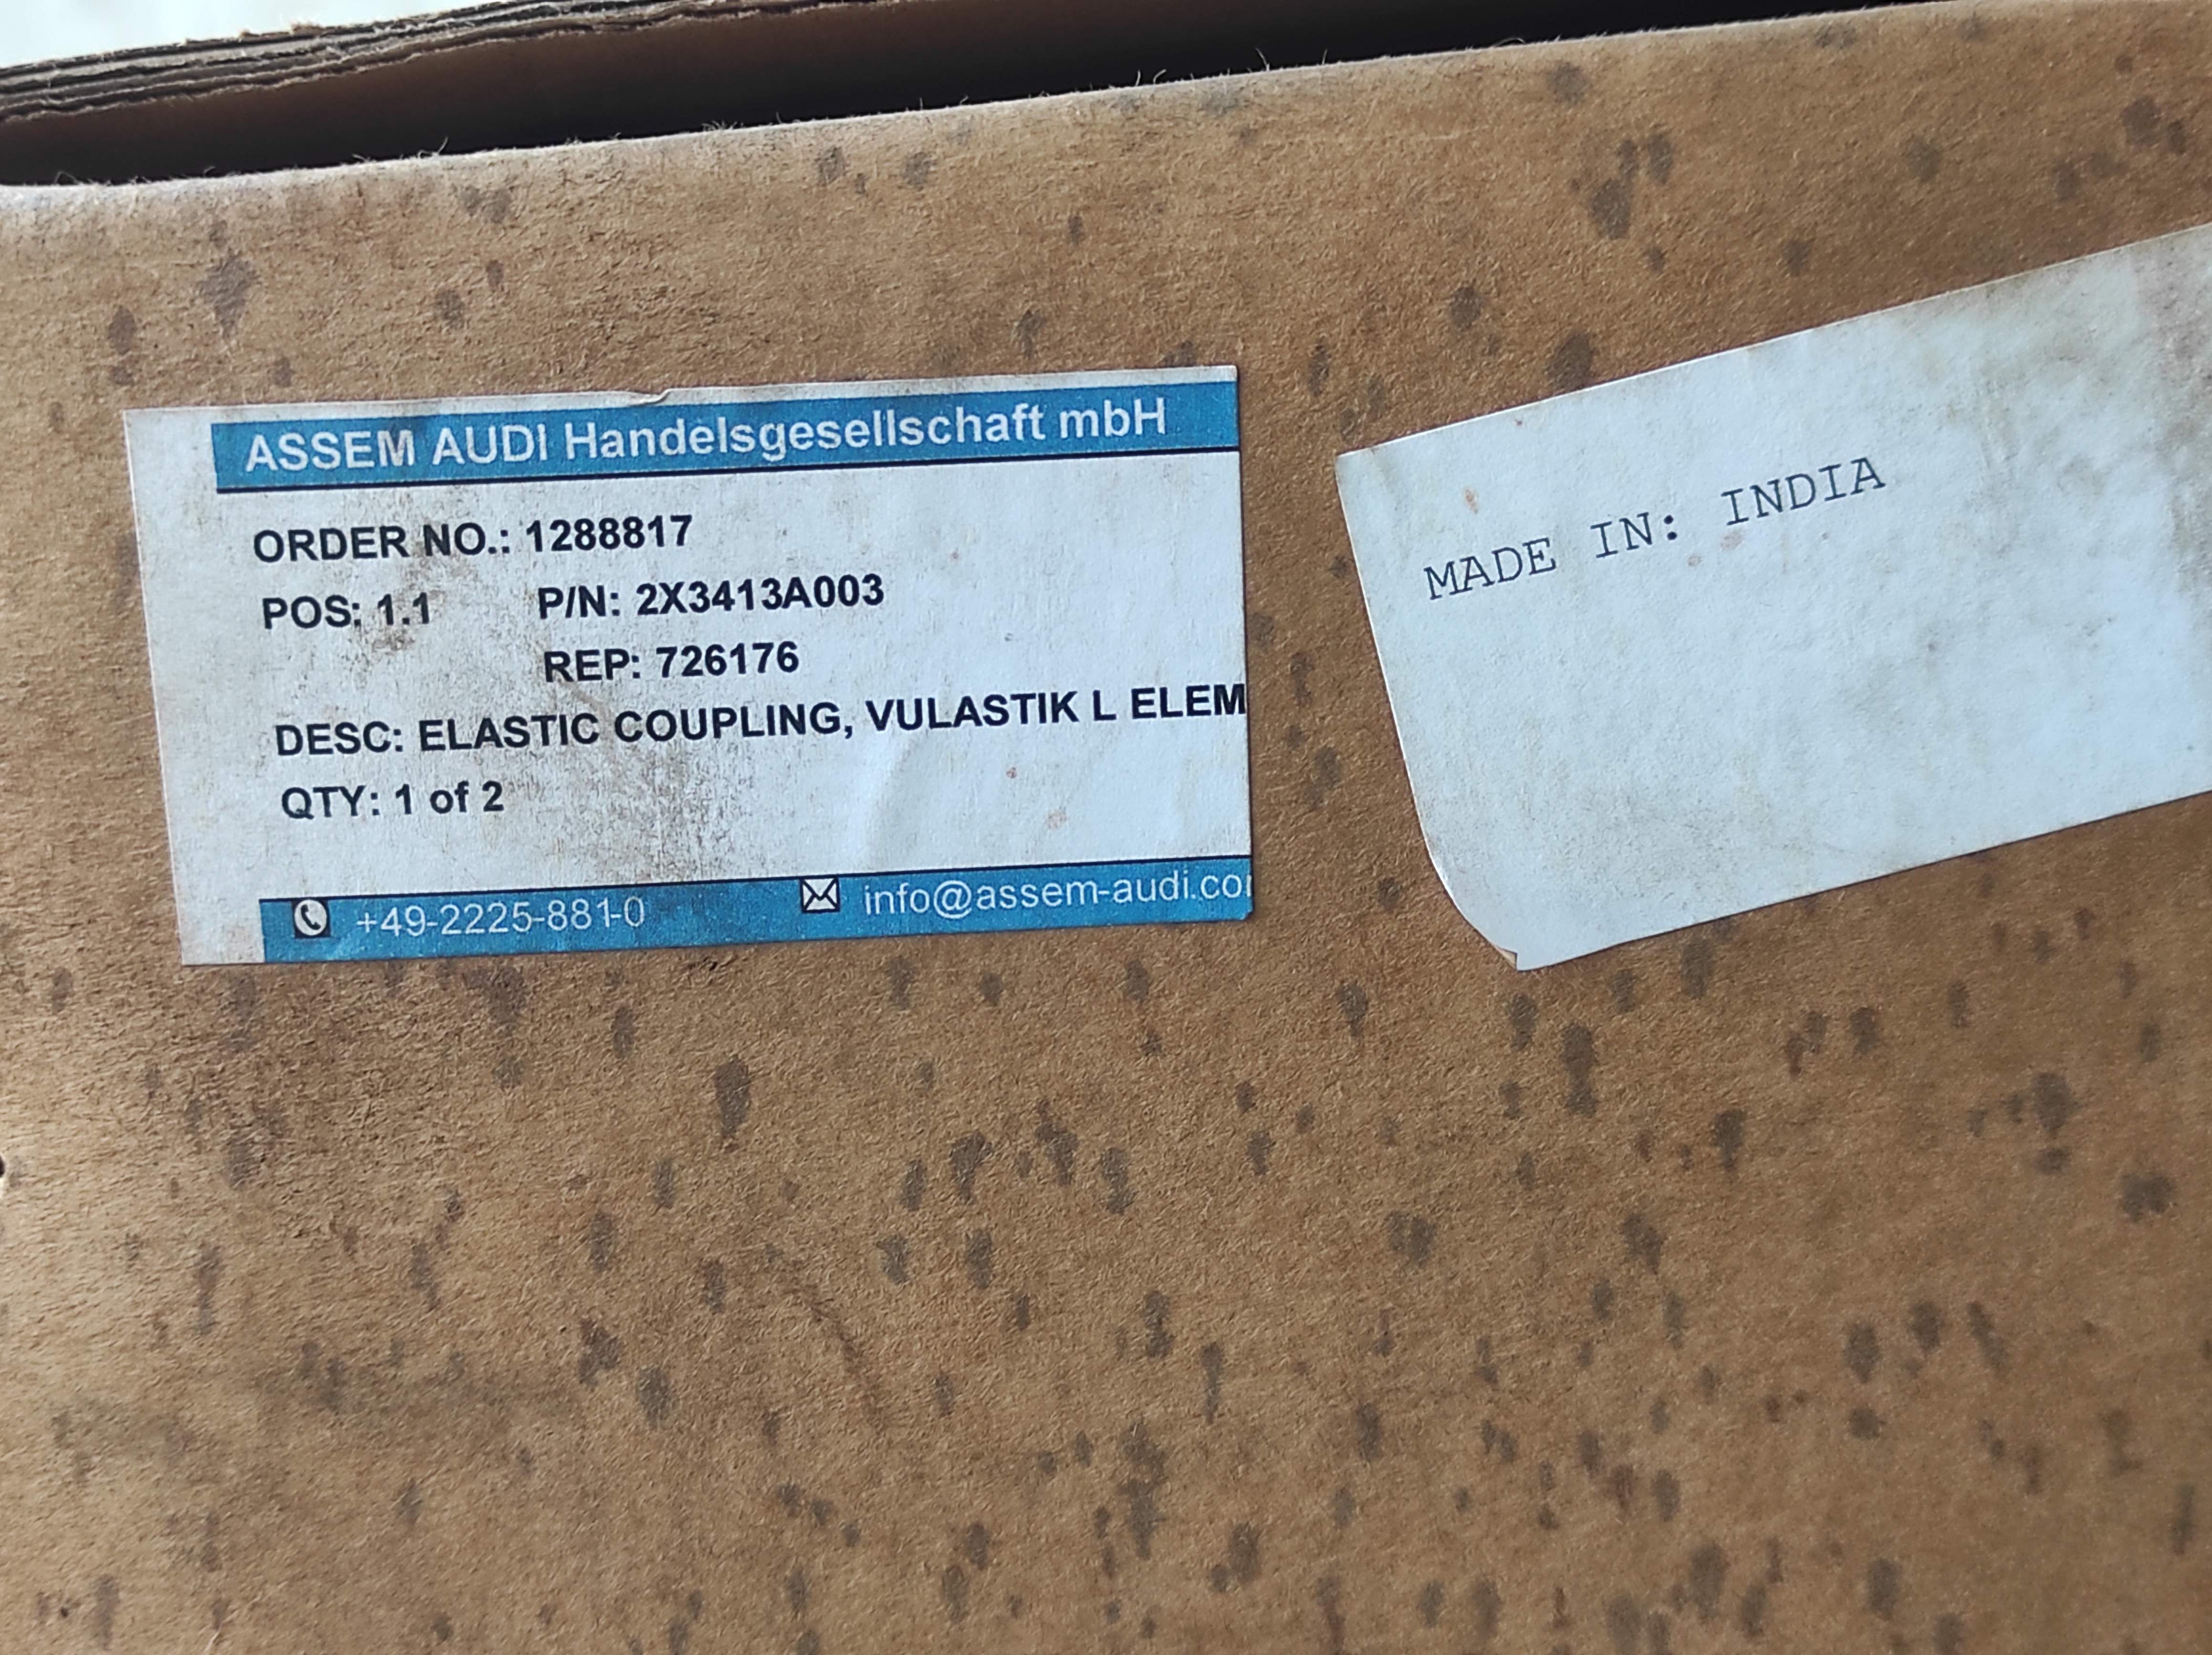 ASSEM AUDI Handelsgesellschaft mbH
ORDER NO.: 1288817
POS: 1.1 P/N: 2X3413A003
REP: 726176
DESC: ELASTIC COUPLING, VULASTIK L ELEM
QTY: 1 of 2
+49-2225-881-0 info@assem-audi.co
MADE IN: INDIA